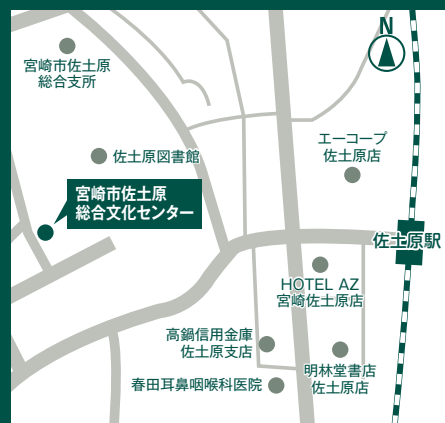 N
宮崎市佐土原
総合支所
エーコープ
佐土原店
佐土原図書館
宮崎市佐土原
総合文化センター
佐土原駅
HOTEL AZ
宮崎佐土原店
高鍋信用金庫
佐土原支店
明林堂書店
佐土原店
春田耳鼻咽喉科医院